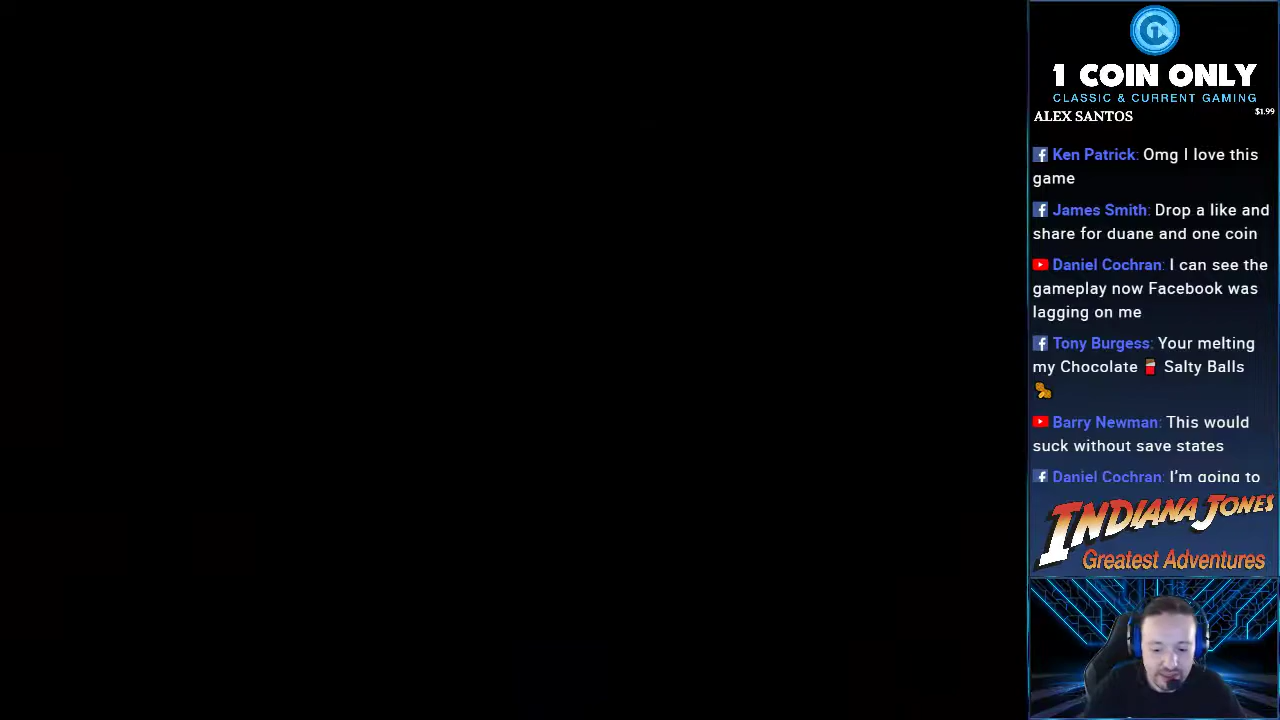 1 COIN ONLY
CLASSIC & CURRENT GAMING
ALEX SANTOS $1.99
Ken Patrick: Omg I love this
game
James Smith: Drop a like and
share for duane and one coin
Daniel Cochran: I can see the
gameplay now Facebook was
lagging on me
Tony Burgess: Your melting
my Chocolate 🍫 Salty Balls
🥜
Barry Newman: This would
suck without save states
Daniel Cochran: I'm going to
INDIANA JONES
Greatest Adventures